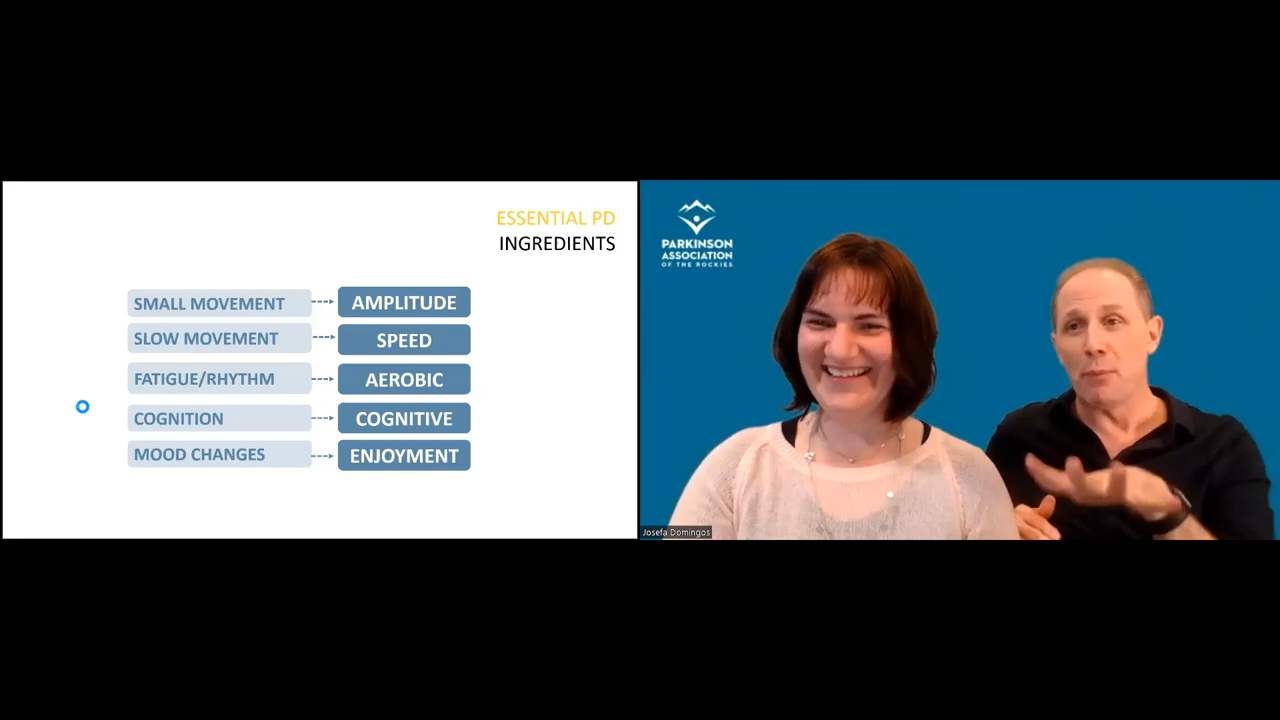 ESSENTIAL PD
INGREDIENTS
SMALL MOVEMENT
AMPLITUDE
SLOW MOVEMENT
SPEED
FATIGUE/RHYTHM
AEROBIC
COGNITION
COGNITIVE
MOOD CHANGES
ENJOYMENT
PARKINSON
ASSOCIATION
OF THE ROCKIES
Josefa Domingos